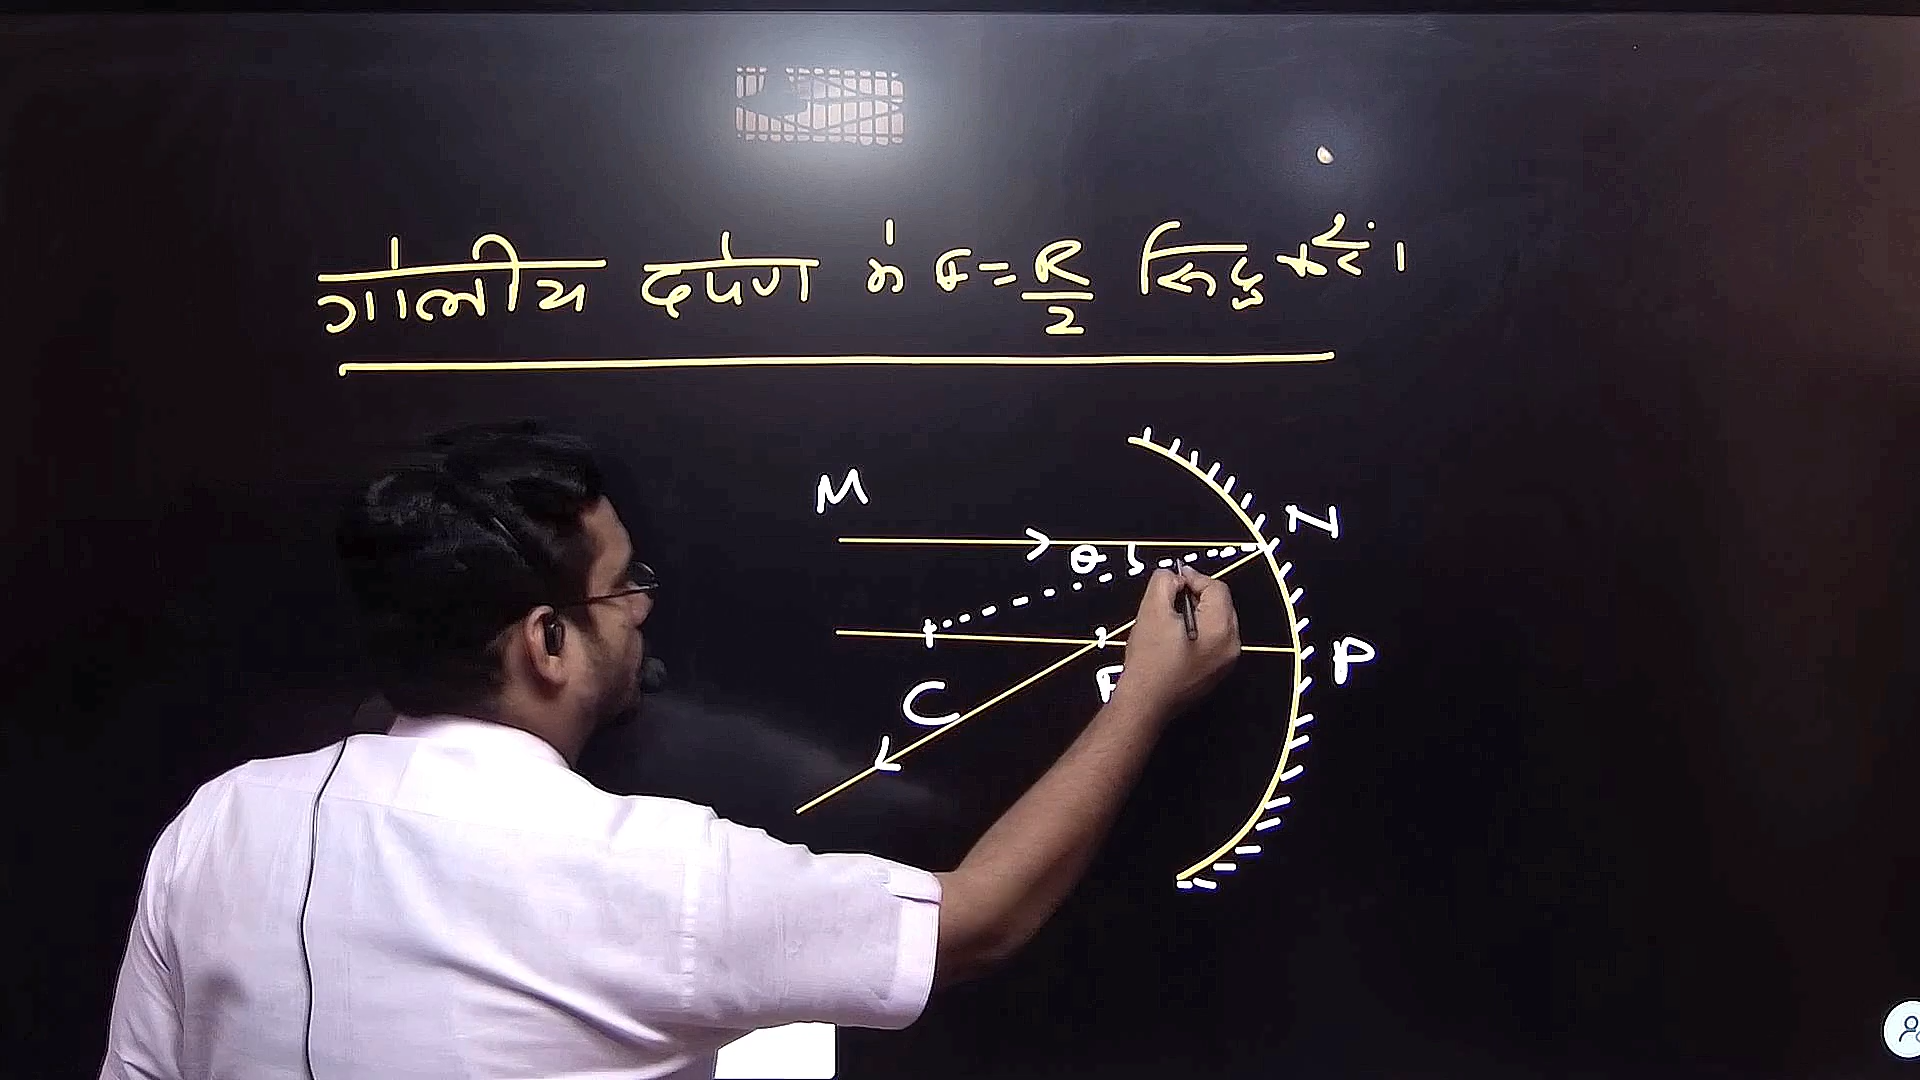 गोलीय दर्पण में F = R/2 सिद्ध करें।
M
N
θ
P
F
C